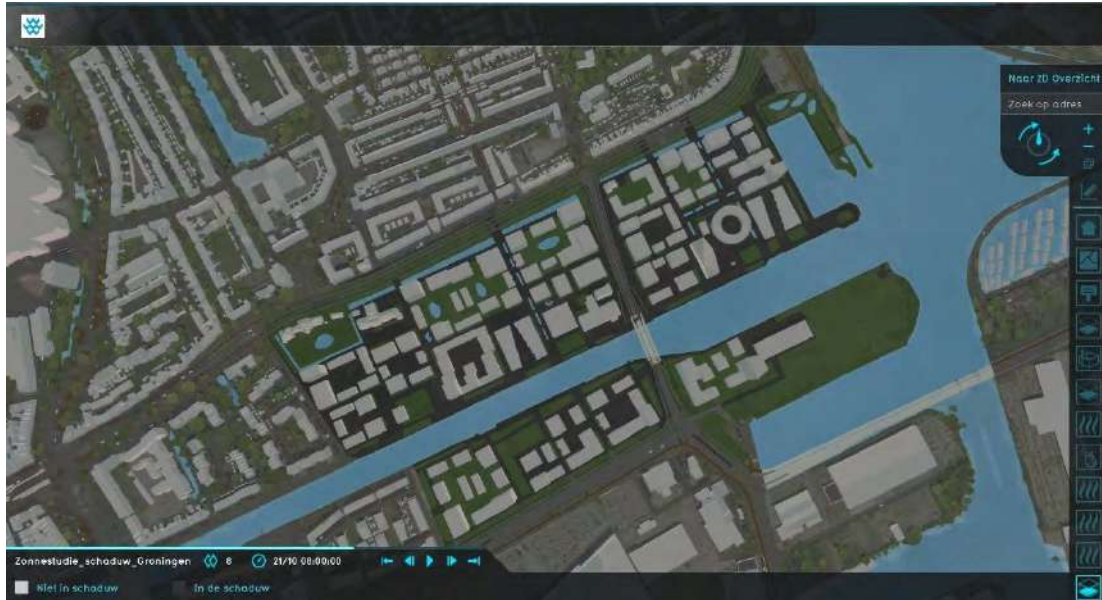 Naar 2D Overzicht
Zoek op adres
Zonnestudie_schaduw_Groningen 8 21/10 08:00:00
Niet in schaduw In de schaduw